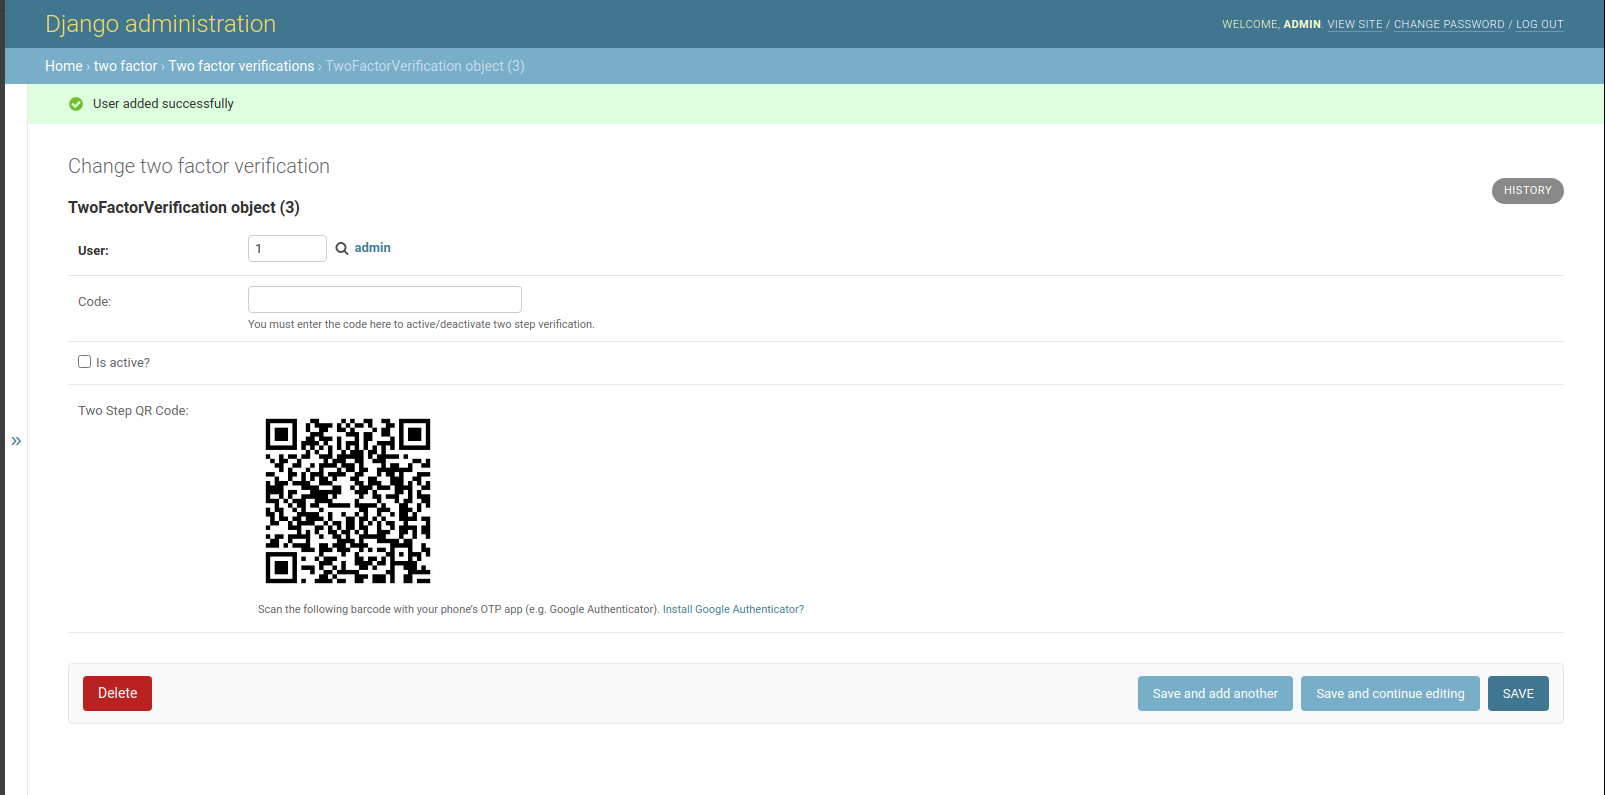 Django administration
WELCOME, ADMIN. VIEW SITE / CHANGE PASSWORD / LOG OUT
Home › two factor › Two factor verifications › TwoFactorVerification object (3)
User added successfully
Change two factor verification
HISTORY
TwoFactorVerification object (3)
User: 1 admin
Code:
You must enter the code here to active/deactivate two step verification.
Is active?
Two Step QR Code:
»
Scan the following barcode with your phone's OTP app (e.g. Google Authenticator). Install Google Authenticator?
Delete Save and add another Save and continue editing SAVE